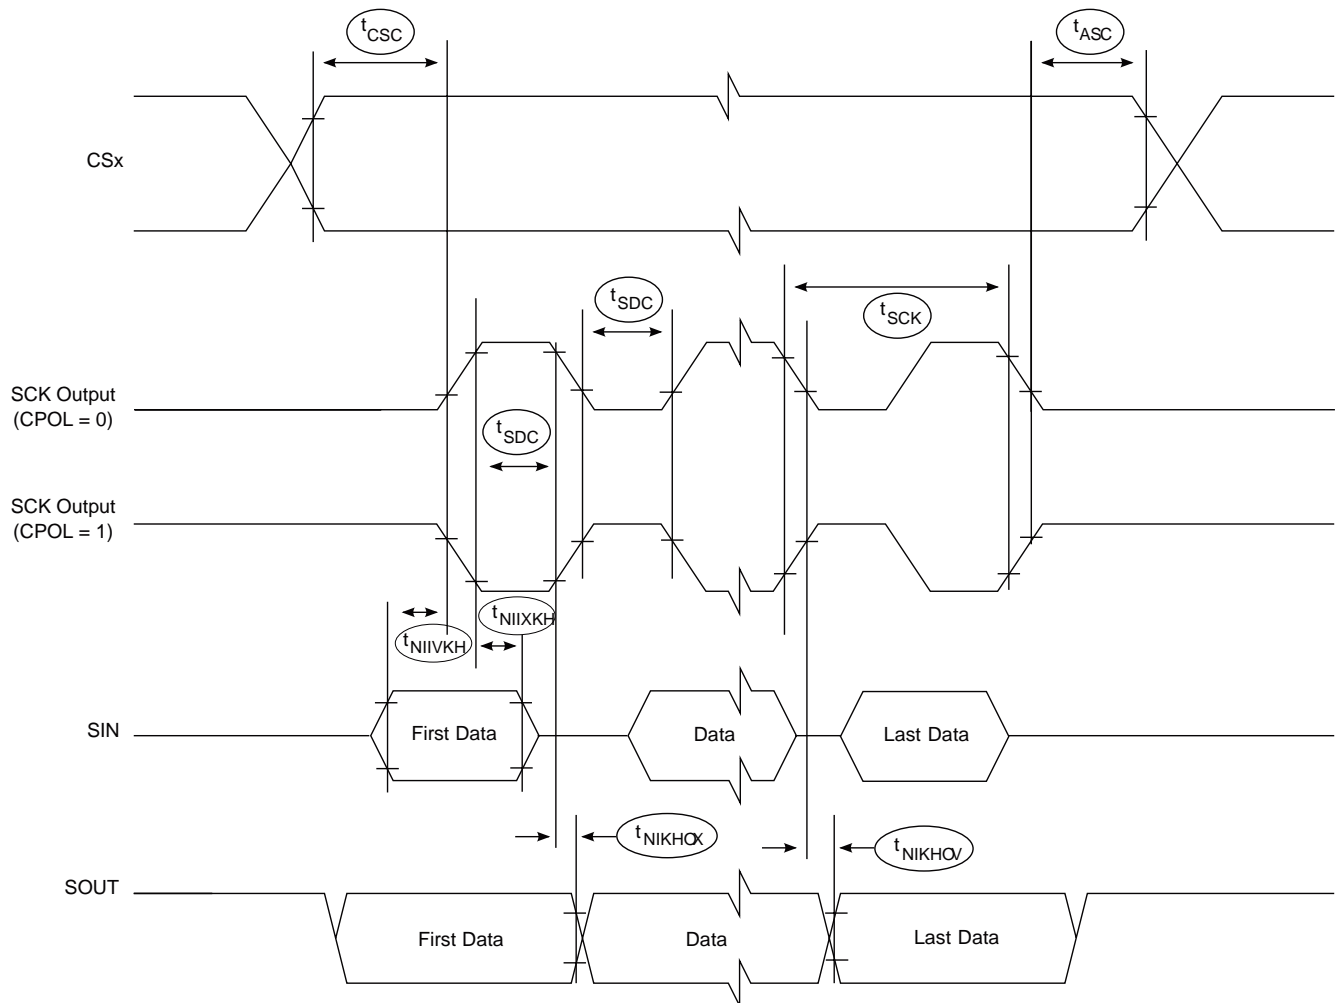 tCSC
tASC
CSx
tSDC
tSCK
SCK Output
(CPOL = 0)
tSDC
SCK Output
(CPOL = 1)
tNIIVKH
tNIIXKH
SIN
First Data
Data
Last Data
tNIKHOX
tNIKHOV
SOUT
First Data
Data
Last Data